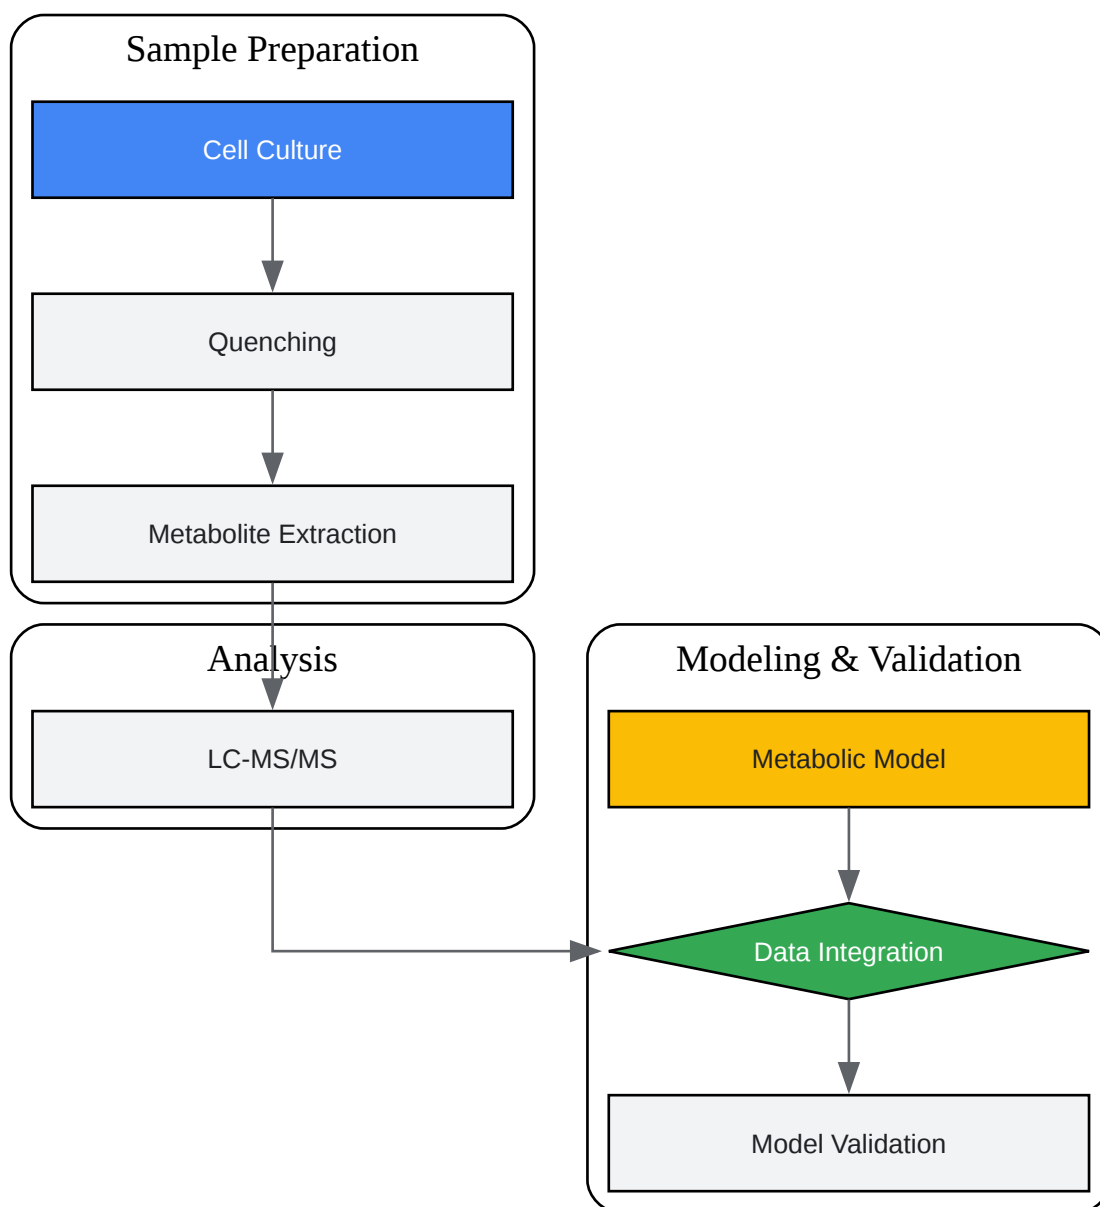 Sample Preparation
Cell Culture
Quenching
Metabolite Extraction
Analysis
LC-MS/MS
Modeling & Validation
Metabolic Model
Data Integration
Model Validation